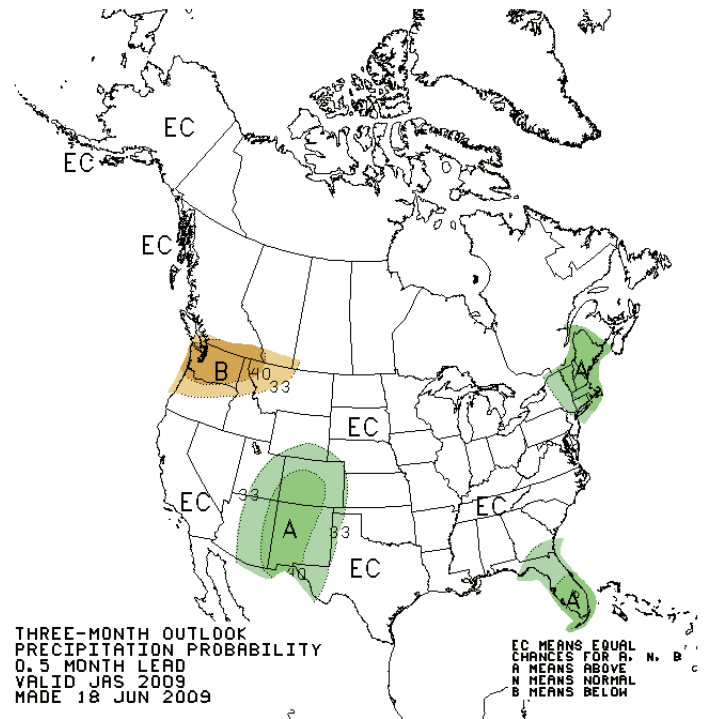 EC
EC
EC
B
40
33
A
EC
33
EC
A
EC
33
40
EC
A
THREE-MONTH OUTLOOK
PRECIPITATION PROBABILITY
0.5 MONTH LEAD
VALID JAS 2009
MADE 18 JUN 2009
EC MEANS EQUAL
CHANCES FOR A, N, B
A MEANS ABOVE
N MEANS NORMAL
B MEANS BELOW